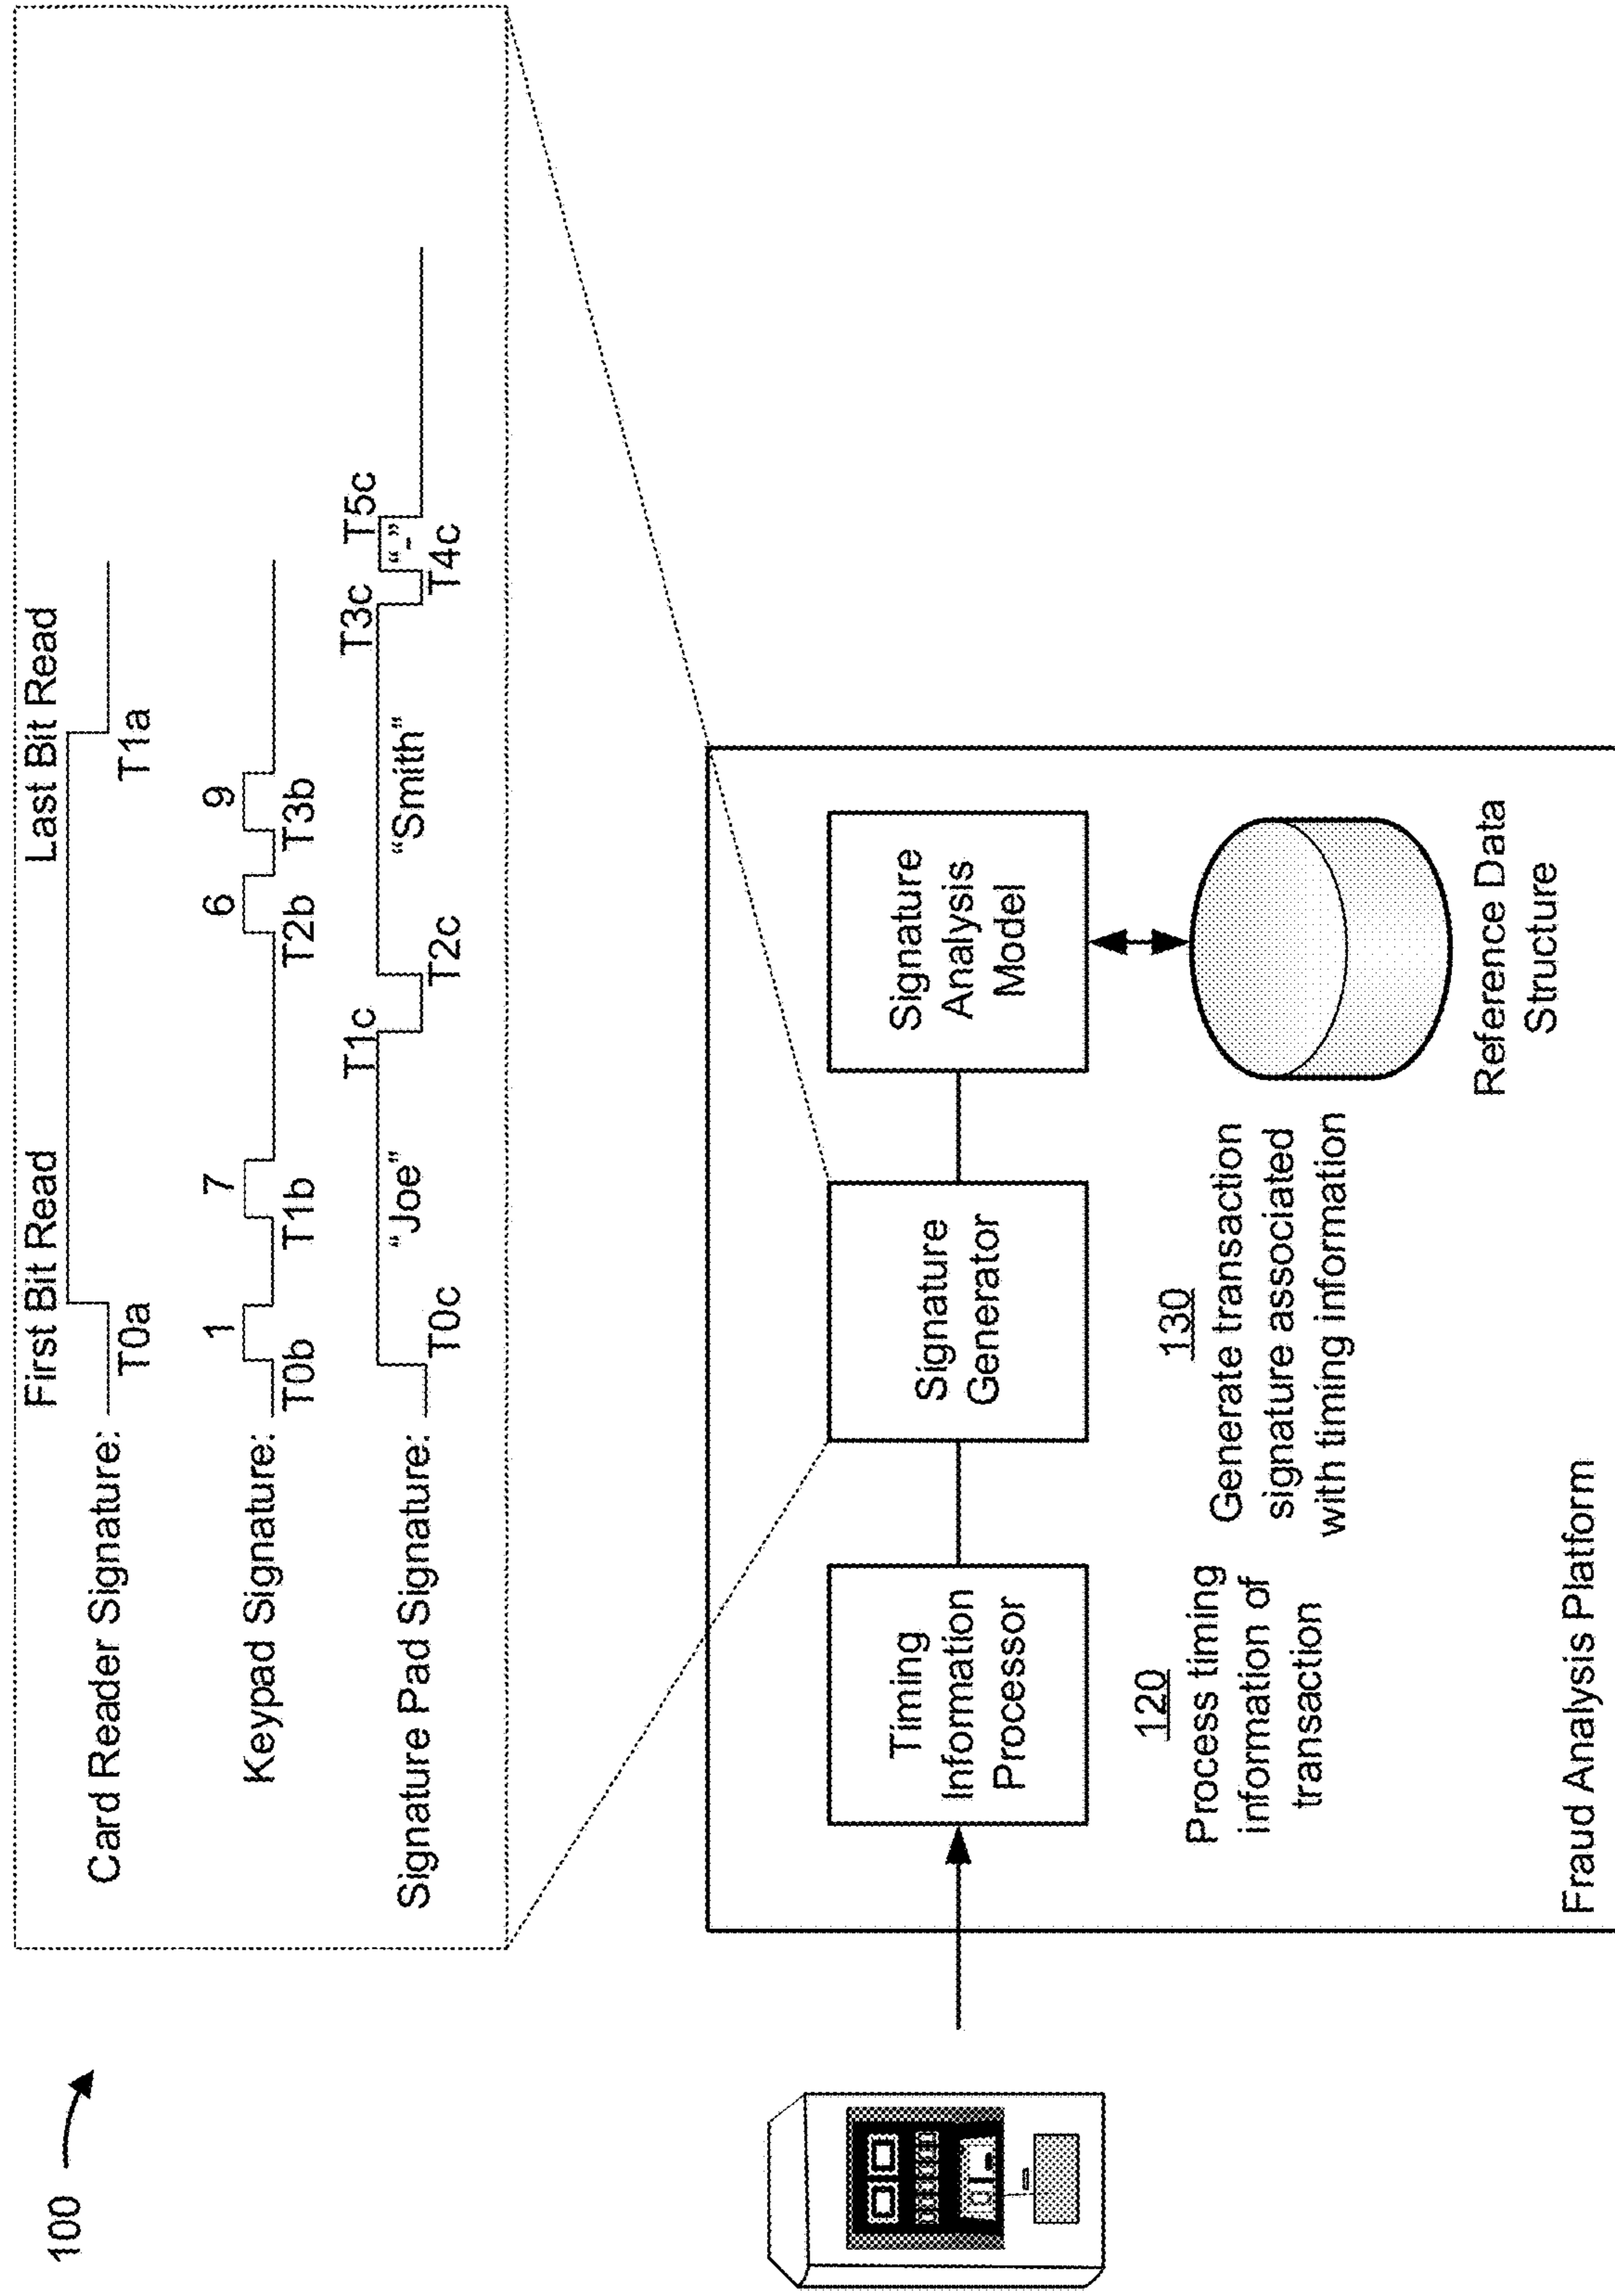 100
First Bit Read
Last Bit Read
Card Reader Signature:
T0a
T1a
1
7
6
9
Keypad Signature:
T0b
T1b
T2b
T3b
T1c
T3c
T5c
Signature Pad Signature:
“Joe”
“Smith”
“-”
T0c
T2c
T4c
Timing
Information
Processor
Signature
Generator
Signature
Analysis
Model
120
Process timing
information of
transaction
130
Generate transaction
signature associated
with timing information
Reference Data
Structure
Fraud Analysis Platform